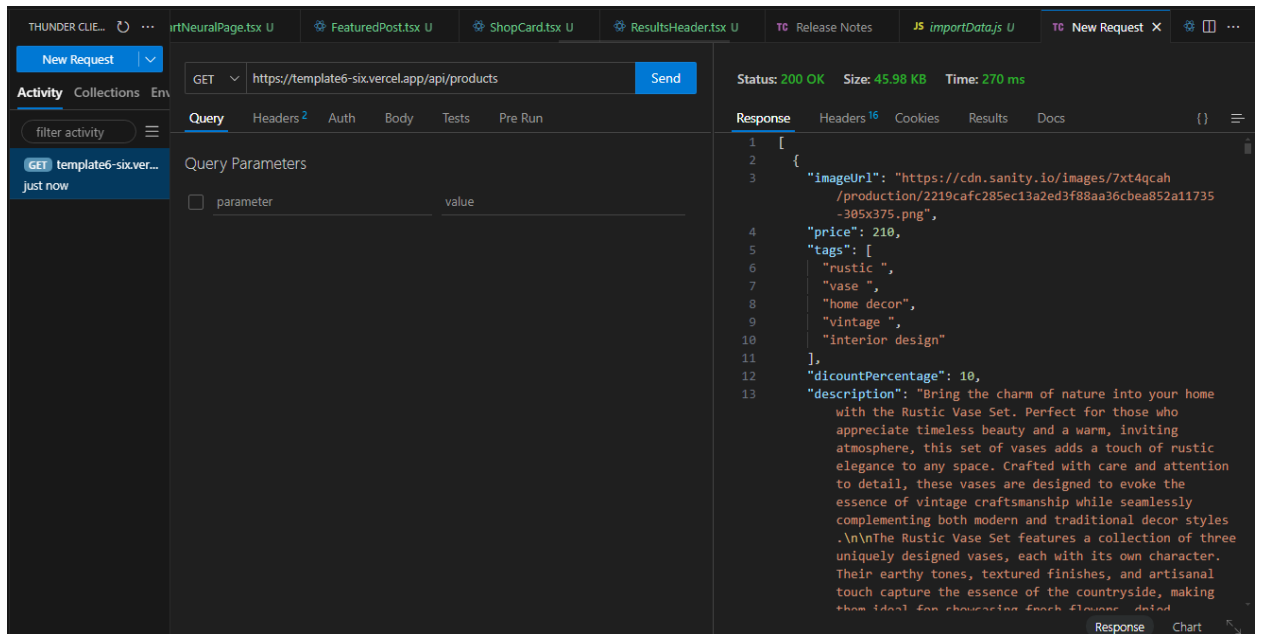 THUNDER CLIE... ···
rtNeuralPage.tsx U
FeaturedPost.tsx U
ShopCard.tsx U
ResultsHeader.tsx U
TC Release Notes
JS importData.js U
TC New Request ···
New Request
Activity Collections Env
filter activity
GET template6-six.ver...
just now
GET https://template6-six.vercel.app/api/products Send
Query Headers 2 Auth Body Tests Pre Run
Query Parameters
parameter value
Status: 200 OK Size: 45.98 KB Time: 270 ms
Response Headers 16 Cookies Results Docs {}
1 [
2 {
3 "imageUrl": "https://cdn.sanity.io/images/7xt4qcah
/production/2219cafc285ec13a2ed3f88aa36cbea852a11735
-305x375.png",
4 "price": 210,
5 "tags": [
6 "rustic ",
7 "vase ",
8 "home decor",
9 "vintage ",
10 "interior design"
11 ],
12 "dicountPercentage": 10,
13 "description": "Bring the charm of nature into your home
with the Rustic Vase Set. Perfect for those who
appreciate timeless beauty and a warm, inviting
atmosphere, this set of vases adds a touch of rustic
elegance to any space. Crafted with care and attention
to detail, these vases are designed to evoke the
essence of vintage craftsmanship while seamlessly
complementing both modern and traditional decor styles
.\n\nThe Rustic Vase Set features a collection of three
uniquely designed vases, each with its own character.
Their earthy tones, textured finishes, and artisanal
touch capture the essence of the countryside, making
them ideal for showcasing fresh flowers, dried
Response Chart